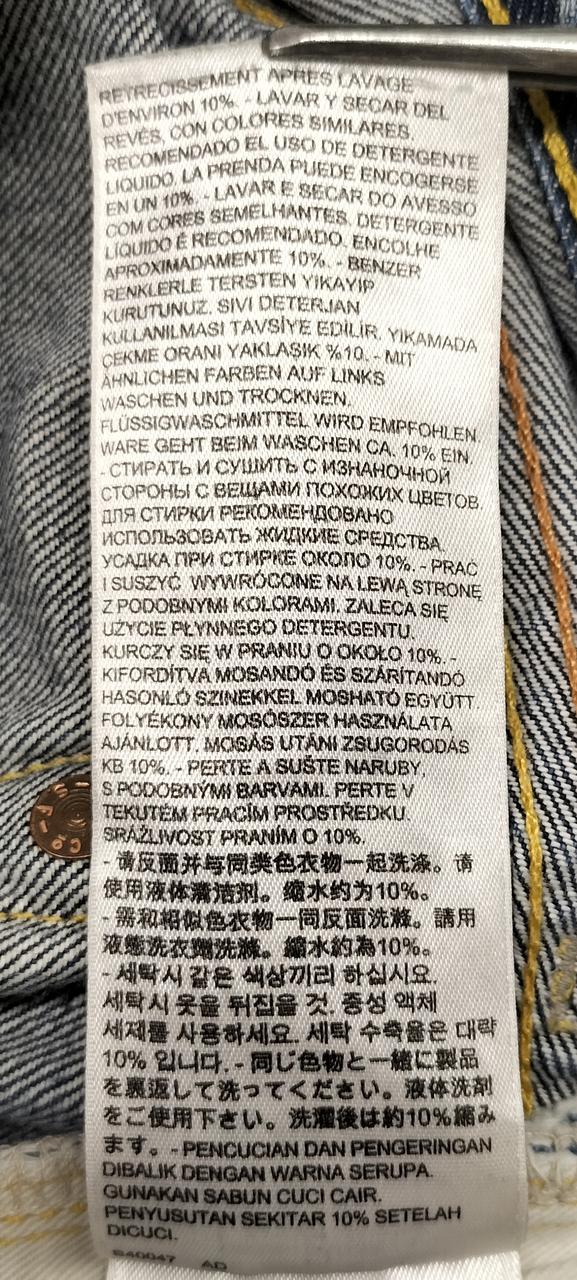 RETRECISSEMENT APRES LAVAGE
D'ENVIRON 10%. - LAVAR Y SECAR DEL
REVÉS, CON COLORES SIMILARES.
RECOMENDADO EL USO DE DETERGENTE
LIQUIDO. LA PRENDA PUEDE ENCOGERSE
EN UN 10%. - LAVAR E SECAR DO AVESSO
COM CORES SEMELHANTES. DETERGENTE
LÍQUIDO É RECOMENDADO. ENCOLHE
APROXIMADAMENTE 10%. - BENZER
RENKLERLE TERSTEN YIKAYIP
KURUTUNUZ. SIVI DETERJAN
KULLANILMASI TAVSİYE EDİLİR. YIKAMADA
ÇEKME ORANI YAKLASIK %10. - MIT
ÄHNLICHEN FARBEN AUF LINKS
WASCHEN UND TROCKNEN.
FLÜSSIGWASCHMITTEL WIRD EMPFOHLEN.
WARE GEHT BEIM WASCHEN CA. 10% EIN.
- СТИРАТЬ И СУШИТЬ С ИЗНАНОЧНОЙ
СТОРОНЫ С ВЕЩАМИ ПОХОЖИХ ЦВЕТОВ.
ДЛЯ СТИРКИ РЕКОМЕНДОВАНО
ИСПОЛЬЗОВАТЬ ЖИДКИЕ СРЕДСТВА.
УСАДКА ПРИ СТИРКЕ ОКОЛО 10%. - PRAĆ
I SUSZYĆ WYWRÓCONE NA LEWĄ STRONĘ
Z PODOBNYMI KOLORAMI. ZALECA SIĘ
UŻYCIE PŁYNNEGO DETERGENTU.
KURCZY SIĘ W PRANIU O OKOŁO 10%. -
KIFORDÍTVA MOSANDÓ ÉS SZÁRÍTANDÓ
HASONLÓ SZINEKKEL MOSHATÓ EGYÜTT.
FOLYÉKONY MOSÓSZER HASZNÁLATA
AJÁNLOTT. MOSÁS UTÁNI ZSUGORODÁS
KB 10%. - PERTE A SUŠTE NARUBY.
S PODOBNÝMI BARVAMI. PERTE V
TEKUTÉM PRACÍM PROSTŘEDKU.
SRÁŽLIVOST PRANÍM O 10%.
- 请反面并与同类色衣物一起洗涤。请
使用液体清洁剂。缩水约为10%。
- 需和相似色衣物一同反面洗滌。請用
液態洗衣劑洗滌。縮水約為10%。
- 세탁시 같은 색상끼리 하십시요.
세탁시 옷을 뒤집을 것. 중성 액체
세제를 사용하세요. 세탁 수축율은 대략
10% 입니다. - 同じ色物と一緒に製品
を裏返して洗ってください。液体洗剤
をご使用下さい。洗濯後は約10%縮み
ます。- PENCUCIAN DAN PENGERINGAN
DIBALIK DENGAN WARNA SERUPA.
GUNAKAN SABUN CUCI CAIR.
PENYUSUTAN SEKITAR 10% SETELAH
DICUCI.
AD